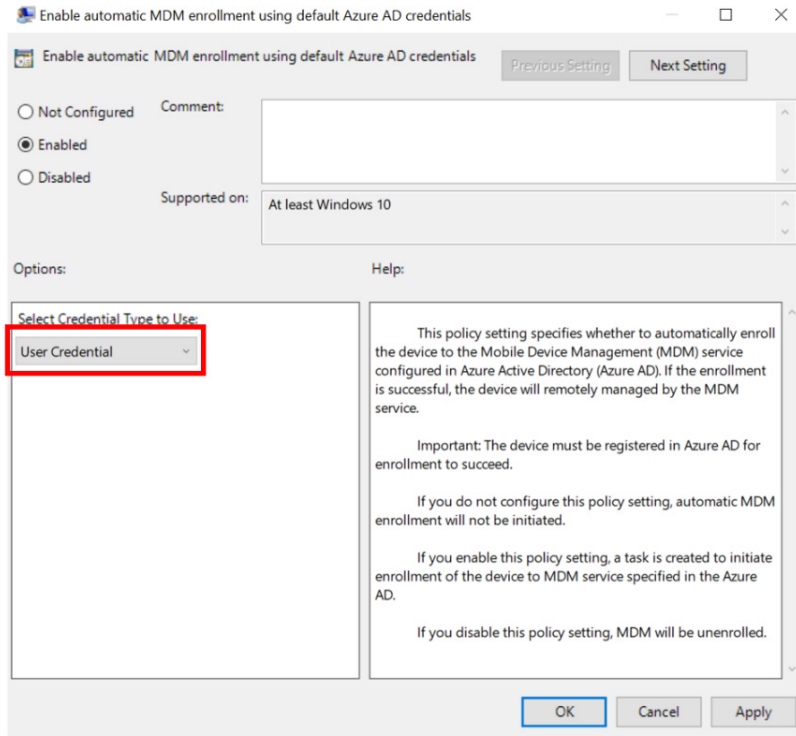 Enable automatic MDM enrollment using default Azure AD credentials
Enable automatic MDM enrollment using default Azure AD credentials
Previous Setting
Next Setting
Not Configured
Comment:
Enabled
Disabled
Supported on:
At least Windows 10
Options:
Help:
Select Credential Type to Use:
User Credential
This policy setting specifies whether to automatically enroll
the device to the Mobile Device Management (MDM) service
configured in Azure Active Directory (Azure AD). If the enrollment
is successful, the device will remotely managed by the MDM
service.
Important: The device must be registered in Azure AD for
enrollment to succeed.
If you do not configure this policy setting, automatic MDM
enrollment will not be initiated.
If you enable this policy setting, a task is created to initiate
enrollment of the device to MDM service specified in the Azure
AD.
If you disable this policy setting, MDM will be unenrolled.
OK
Cancel
Apply